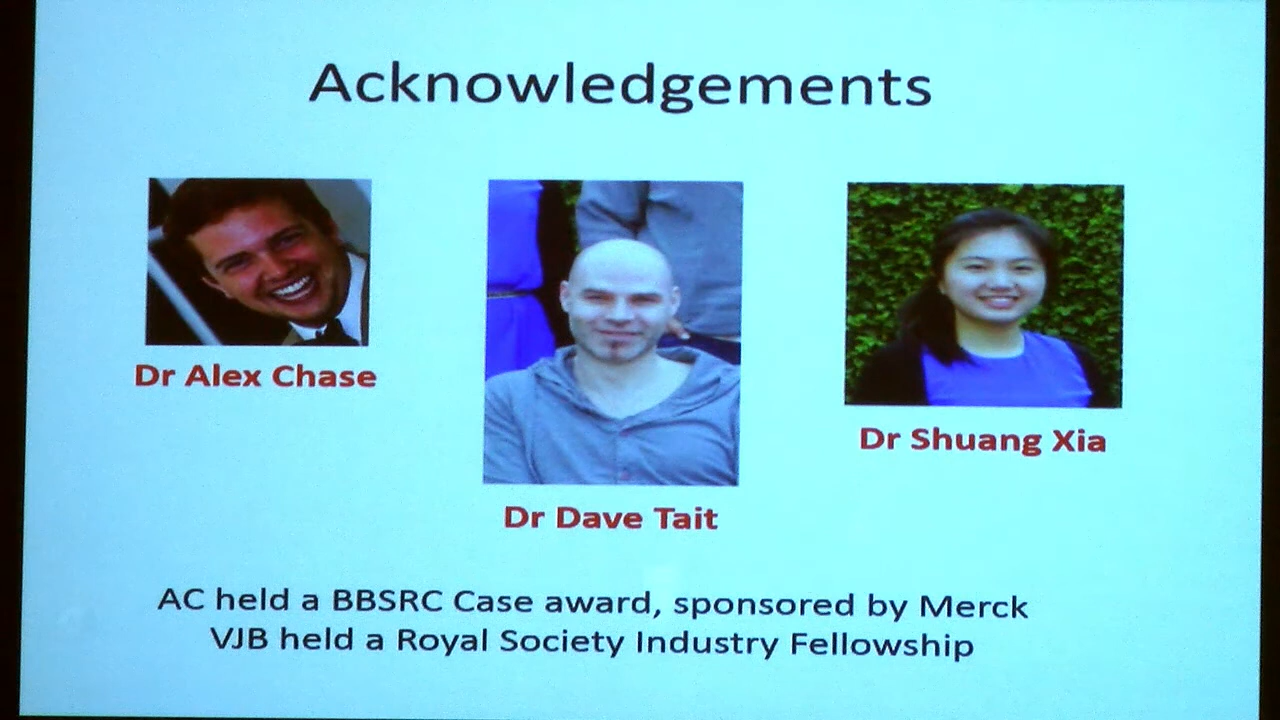 Acknowledgements
Dr Alex Chase
Dr Dave Tait
Dr Shuang Xia
AC held a BBSRC Case award, sponsored by Merck
VJB held a Royal Society Industry Fellowship